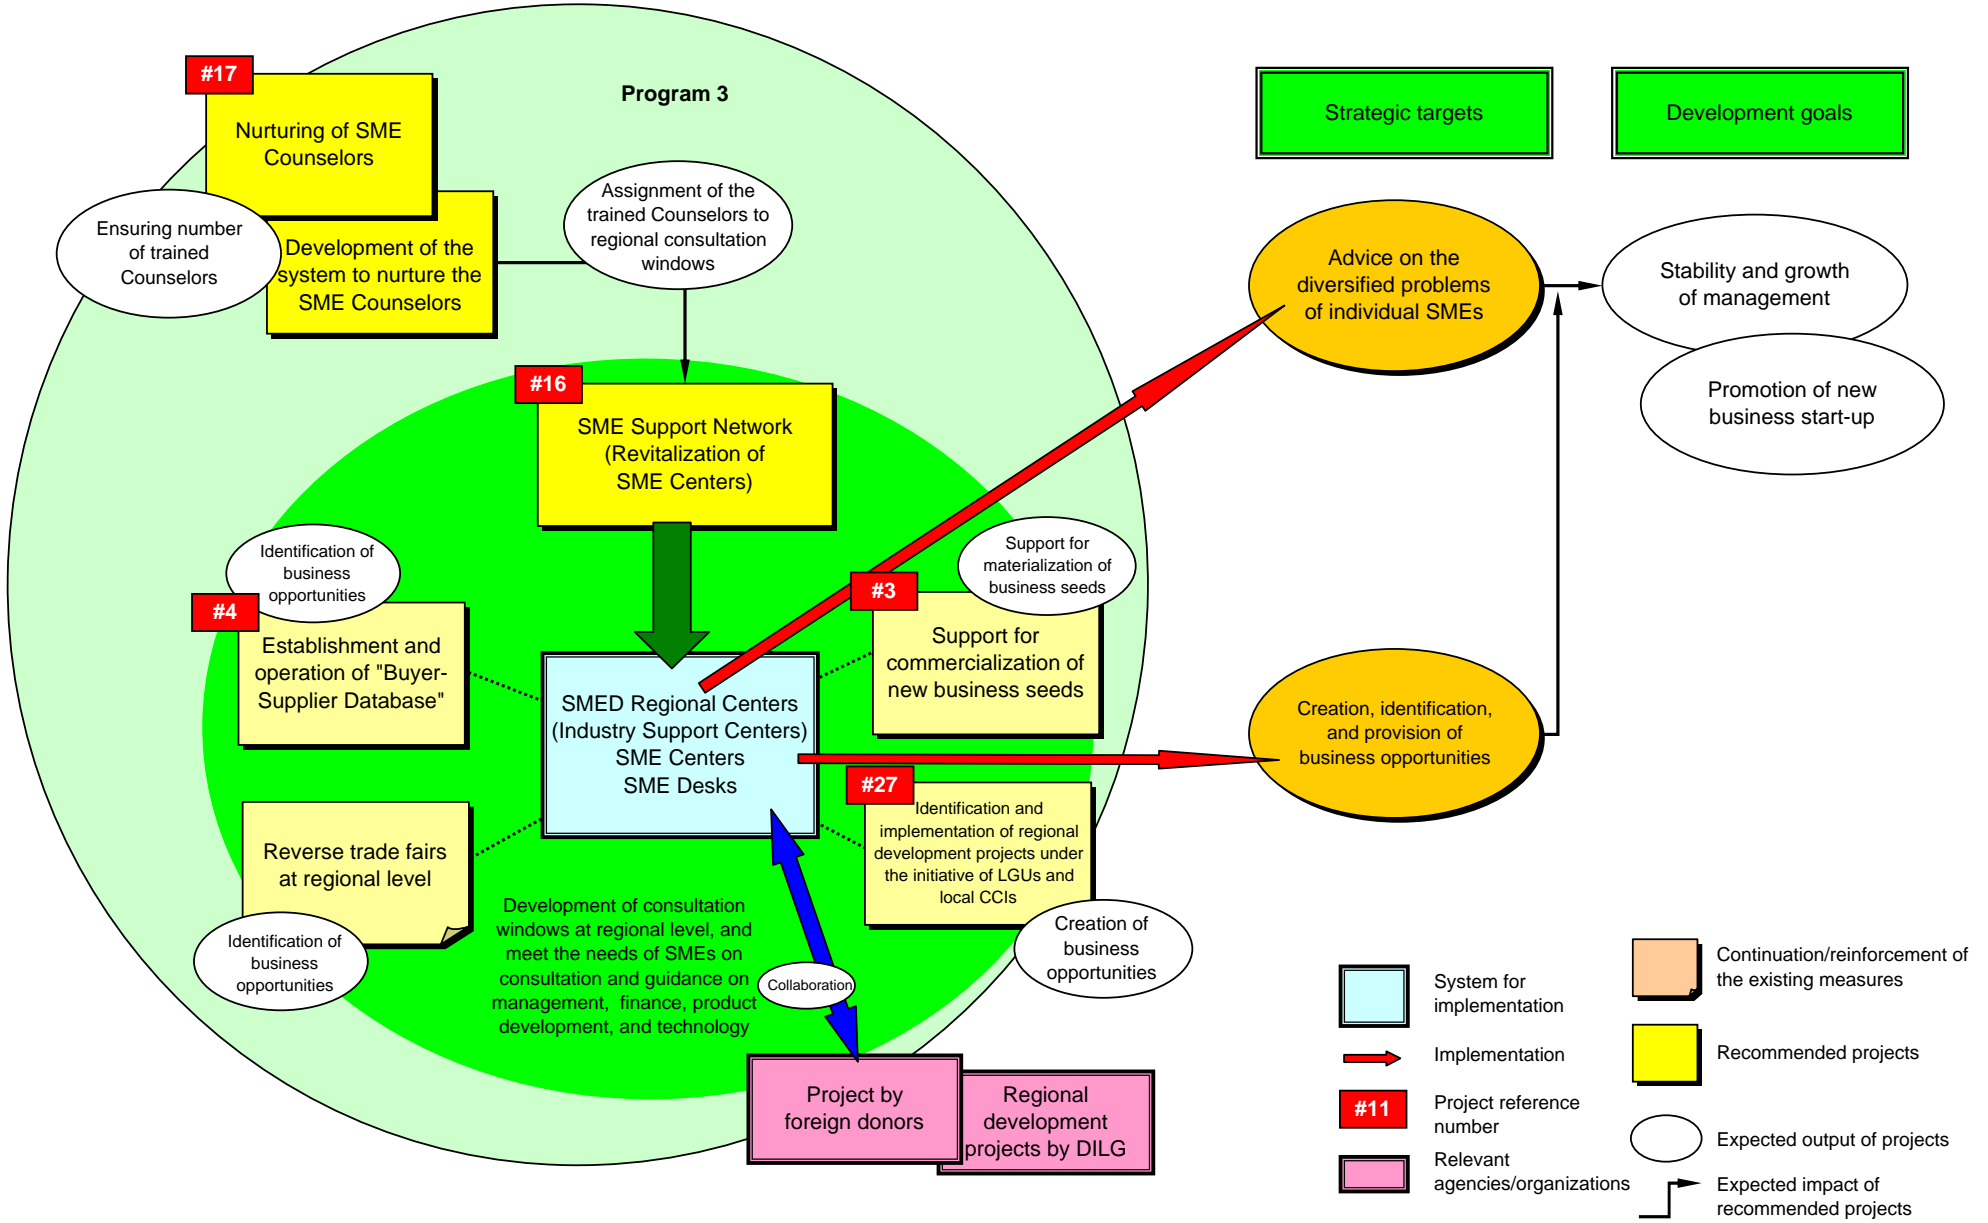 #17
Nurturing of SME
Counselors
Program 3
Strategic targets
Development goals
Ensuring number
of trained
Counselors
Development of the
system to nurture the
SME Counselors
Assignment of the
trained Counselors to
regional consultation
windows
Advice on the
diversified problems
of individual SMEs
Stability and growth
of management
Promotion of new
business start-up
#16
SME Support Network
(Revitalization of
SME Centers)
Identification of
business
opportunities
#4
Establishment and
operation of "Buyer-
Supplier Database"
Support for
materialization of
business seeds
#3
Support for
commercialization of
new business seeds
SMED Regional Centers
(Industry Support Centers)
SME Centers
SME Desks
Creation, identification,
and provision of
business opportunities
#27
Identification and
implementation of regional
development projects under
the initiative of LGUs and
local CCIs
Creation of
business
opportunities
Reverse trade fairs
at regional level
Identification of
business
opportunities
Development of consultation
windows at regional level, and
meet the needs of SMEs on
consultation and guidance on
management, finance, product
development, and technology
Collaboration
Project by
foreign donors
Regional
development
projects by DILG
System for
implementation
Implementation
#11
Project reference
number
Relevant
agencies/organizations
Continuation/reinforcement of
the existing measures
Recommended projects
Expected output of projects
Expected impact of
recommended projects